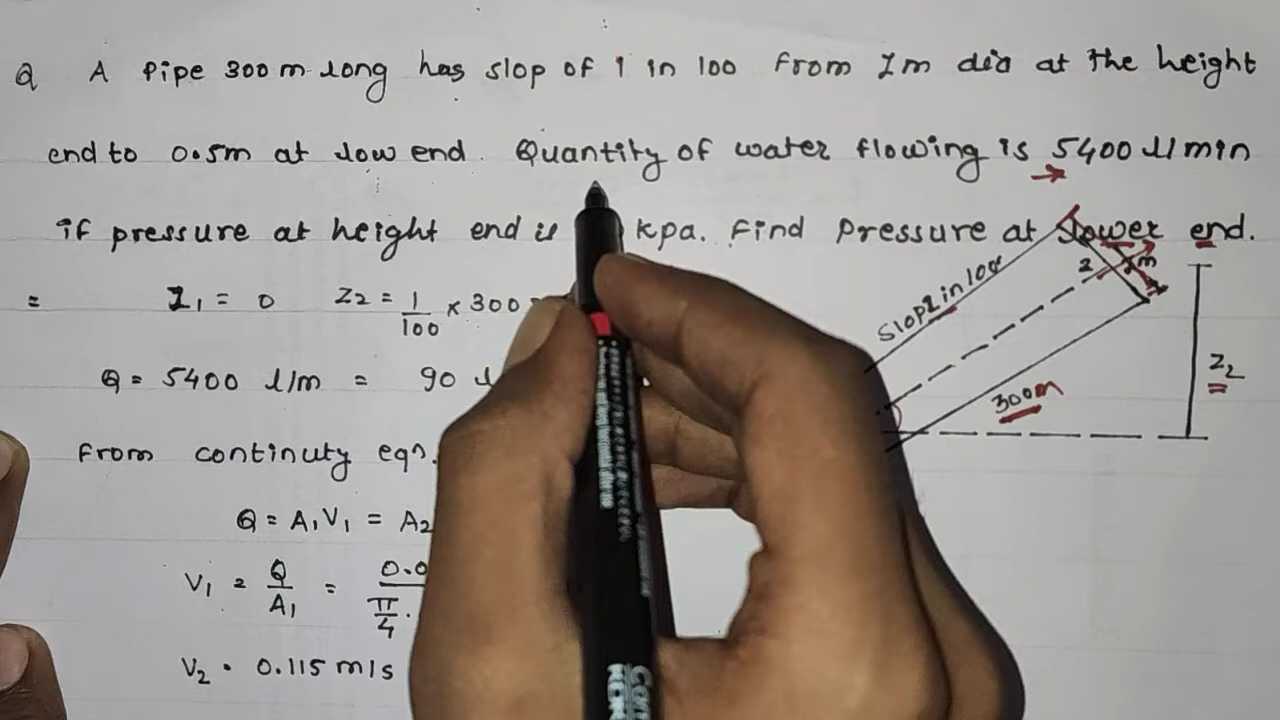 Q A Pipe 300m long has slop of 1 in 100 from 1m dia at the height
end to 0.5m at low end. Quantity of water flowing is 5400 l/min
if pressure at height end is kpa. Find Pressure at lower end.
= Z1 = 0 Z2 = 1/100 × 300
Slop 1 in 100
2 1m
Q = 5400 l/m = 90
Z2
300m
From continuty eqn.
Q = A1V1 = A2
V1 = Q/A1 = 0.0
π/4 .
V2 = 0.115 m/s